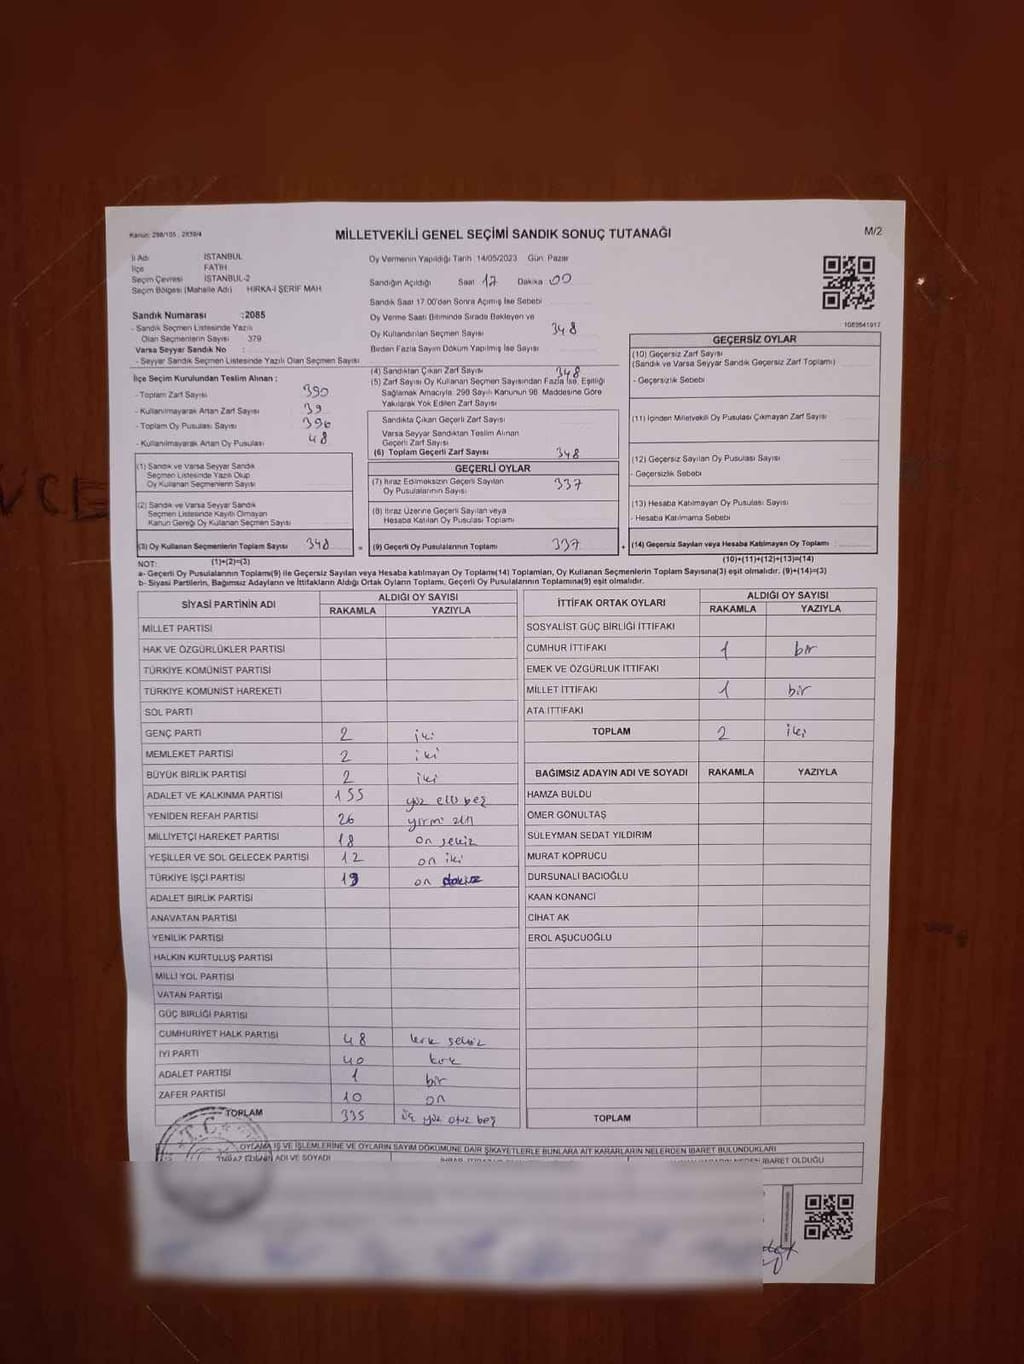 Kanun: 298/105 , 2839/4
MİLLETVEKİLİ GENEL SEÇİMİ SANDIK SONUÇ TUTANAĞI
M/2
İl Adı İSTANBUL
İlçe FATİH
Seçim Çevresi İSTANBUL-2
Seçim Bölgesi (Mahalle Adı) HIRKA-İ ŞERİF MAH
Sandık Numarası :2085
- Sandık Seçmen Listesinde Yazılı
Olan Seçmenlerin Sayısı 379
Varsa Seyyar Sandık No :
- Seyyar Sandık Seçmen Listesinde Yazılı Olan Seçmen Sayısı
Oy Vermenin Yapıldığı Tarih 14/05/2023 Gün Pazar
Sandığın Açıldığı Saat 17 Dakika 00
Sandık Saat 17.00'den Sonra Açılmış İse Sebebi
Oy Verme Saati Bitiminde Sırada Bekleyen ve
Oy Kullandırılan Seçmen Sayısı 348
Birden Fazla Sayım Döküm Yapılmış İse Sayısı
1083641917
İlçe Seçim Kurulundan Teslim Alınan :
- Toplam Zarf Sayısı 390
- Kullanılmayarak Artan Zarf Sayısı 39
- Toplam Oy Pusulası Sayısı 396
- Kullanılmayarak Artan Oy Pusulası 48
(4) Sandıktan Çıkan Zarf Sayısı 348
(5) Zarf Sayısı Oy Kullanan Seçmen Sayısından Fazla İse, Eşitliği
Sağlamak Amacıyla 298 Sayılı Kanunun 98. Maddesine Göre
Yakılarak Yok Edilen Zarf Sayısı
Sandıkta Çıkan Geçerli Zarf Sayısı
Varsa Seyyar Sandıktan Teslim Alınan
Geçerli Zarf Sayısı
(6) Toplam Geçerli Zarf Sayısı 348
GEÇERSİZ OYLAR
(10) Geçersiz Zarf Sayısı
(Sandık ve Varsa Seyyar Sandık Geçersiz Zarf Toplamı)
- Geçersizlik Sebebi
(11) İçinden Milletvekili Oy Pusulası Çıkmayan Zarf Sayısı
(12) Geçersiz Sayılan Oy Pusulası Sayısı
- Geçersizlik Sebebi
(13) Hesaba Katılmayan Oy Pusulası Sayısı
- Hesaba Katılmama Sebebi
(14) Geçersiz Sayılan veya Hesaba Katılmayan Oy Toplamı
(10)+(11)+(12)+(13)=(14)
(1) Sandık ve Varsa Seyyar Sandık
Seçmen Listesinde Yazılı Olup
Oy Kullanan Seçmenlerin Sayısı
(2) Sandık ve Varsa Seyyar Sandık
Seçmen Listesinde Kayıtlı Olmayan
Kanun Gereği Oy Kullanan Seçmen Sayısı
(3) Oy Kullanan Seçmenlerin Toplam Sayısı 348 =
(1)+(2)=(3)
GEÇERLİ OYLAR
(7) İtiraz Edilmeksizin Geçerli Sayılan
Oy Pusulalarının Sayısı 337
(8) İtiraz Üzerine Geçerli Sayılan veya
Hesaba Katılan Oy Pusulası Toplamı
(9) Geçerli Oy Pusulalarının Toplamı 337 +
NOT:
a- Geçerli Oy Pusulalarının Toplamı(9) ile Geçersiz Sayılan veya Hesaba katılmayan Oy Toplamı(14) Toplamları, Oy Kullanan Seçmenlerin Toplam Sayısına(3) eşit olmalıdır. (9)+(14)=(3)
b- Siyasi Partilerin, Bağımsız Adayların ve İttifakların Aldığı Ortak Oyların Toplamı, Geçerli Oy Pusulalarının Toplamına(9) eşit olmalıdır.
SİYASİ PARTİNİN ADI ALDIĞI OY SAYISI
RAKAMLA YAZIYLA
MİLLET PARTİSİ
HAK VE ÖZGÜRLÜKLER PARTİSİ
TÜRKİYE KOMÜNİST PARTİSİ
TÜRKİYE KOMÜNİST HAREKETİ
SOL PARTİ
GENÇ PARTİ 2 iki
MEMLEKET PARTİSİ 2 iki
BÜYÜK BİRLİK PARTİSİ 2 iki
ADALET VE KALKINMA PARTİSİ 155 yüz elli beş
YENİDEN REFAH PARTİSİ 26 yirmi altı
MİLLİYETÇİ HAREKET PARTİSİ 18 on sekiz
YEŞİLLER VE SOL GELECEK PARTİSİ 12 on iki
TÜRKİYE İŞÇİ PARTİSİ 19 on dokuz
ADALET BİRLİK PARTİSİ
ANAVATAN PARTİSİ
YENİLİK PARTİSİ
HALKIN KURTULUŞ PARTİSİ
MİLLİ YOL PARTİSİ
VATAN PARTİSİ
GÜÇ BİRLİĞİ PARTİSİ
CUMHURİYET HALK PARTİSİ 48 kırk sekiz
İYİ PARTİ 40 kırk
ADALET PARTİSİ 1 bir
ZAFER PARTİSİ 10 on
TOPLAM 335 üç yüz otuz beş
İTTİFAK ORTAK OYLARI ALDIĞI OY SAYISI
RAKAMLA YAZIYLA
SOSYALİST GÜÇ BİRLİĞİ İTTİFAKI
CUMHUR İTTİFAKI 1 bir
EMEK VE ÖZGÜRLÜK İTTİFAKI
MİLLET İTTİFAKI 1 bir
ATA İTTİFAKI
TOPLAM 2 iki
BAĞIMSIZ ADAYIN ADI VE SOYADI RAKAMLA YAZIYLA
HAMZA BULDU
ÖMER GÖNÜLTAŞ
SÜLEYMAN SEDAT YILDIRIM
MURAT KÖPRÜCÜ
DURSUNALİ BACIOĞLU
KAAN KONANCI
CİHAT AK
EROL AŞUCUOĞLU
TOPLAM
T.C.
OYLAMA İŞ VE İŞLEMLERİNE VE OYLARIN SAYIM DÖKÜMÜNE DAİR ŞİKAYETLERLE BUNLARA AİT KARARLARIN NELERDEN İBARET BULUNDUKLARI
ADI VE SOYADI İBARET OLDUĞU